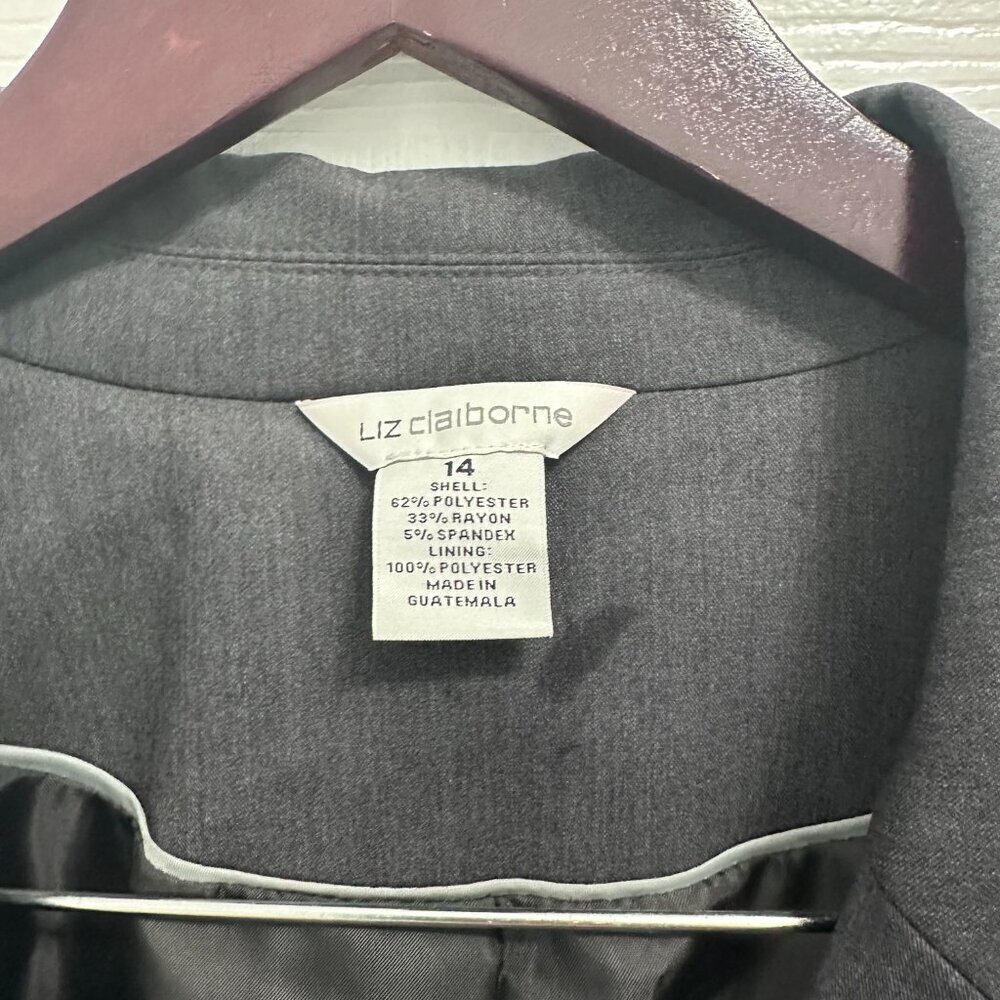 LIZ claiborne
14
SHELL:
62% POLYESTER
33% RAYON
5% SPANDEX
LINING:
100% POLYESTER
MADE IN
GUATEMALA